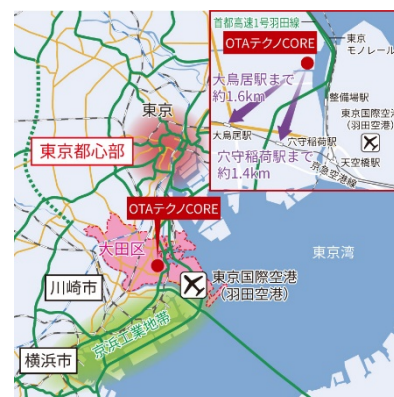 首都高速1号羽田線
OTAテクノCORE
東京
モノレール
大鳥居駅まで
約1.6km
整備場駅
東京国際空港
(羽田空港)
大鳥居駅
穴守稲荷駅
穴守稲荷駅まで
約1.4km
天空橋駅
京急空港線
東京
東京都心部
OTAテクノCORE
大田区
東京湾
川崎市
東京国際空港
(羽田空港)
京浜工業地帯
横浜市